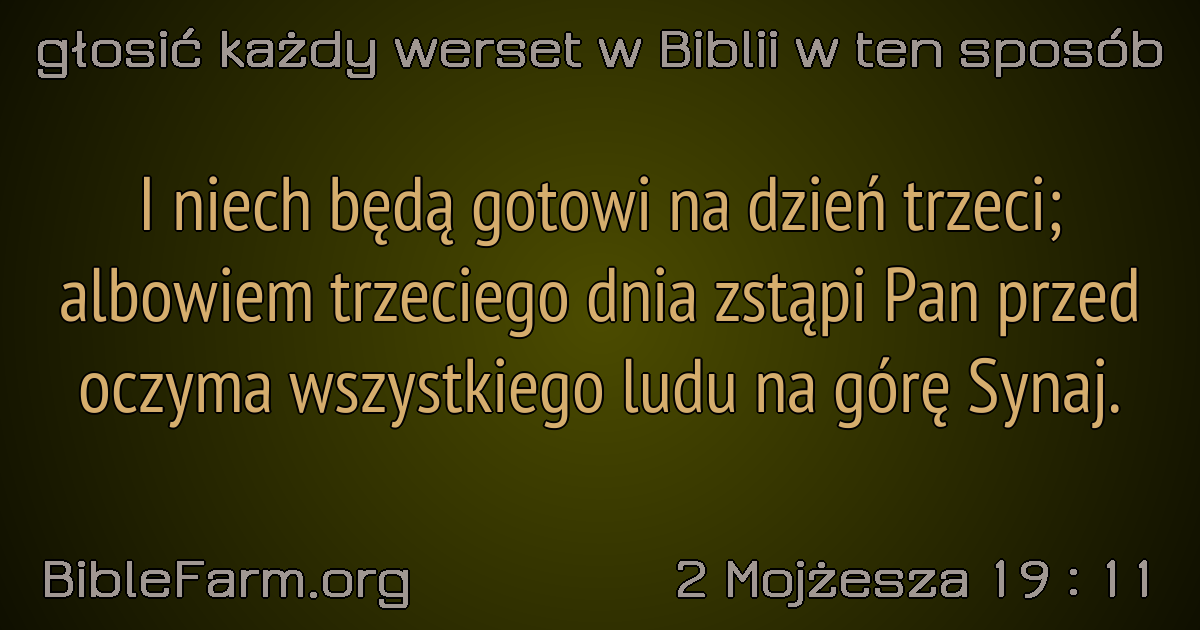 głosić każdy werset w Biblii w ten sposób
I niech będą gotowi na dzień trzeci;
albowiem trzeciego dnia zstąpi Pan przed
oczyma wszystkiego ludu na górę Synaj.
BibleFarm.org
2 Mojżesza 19 : 11